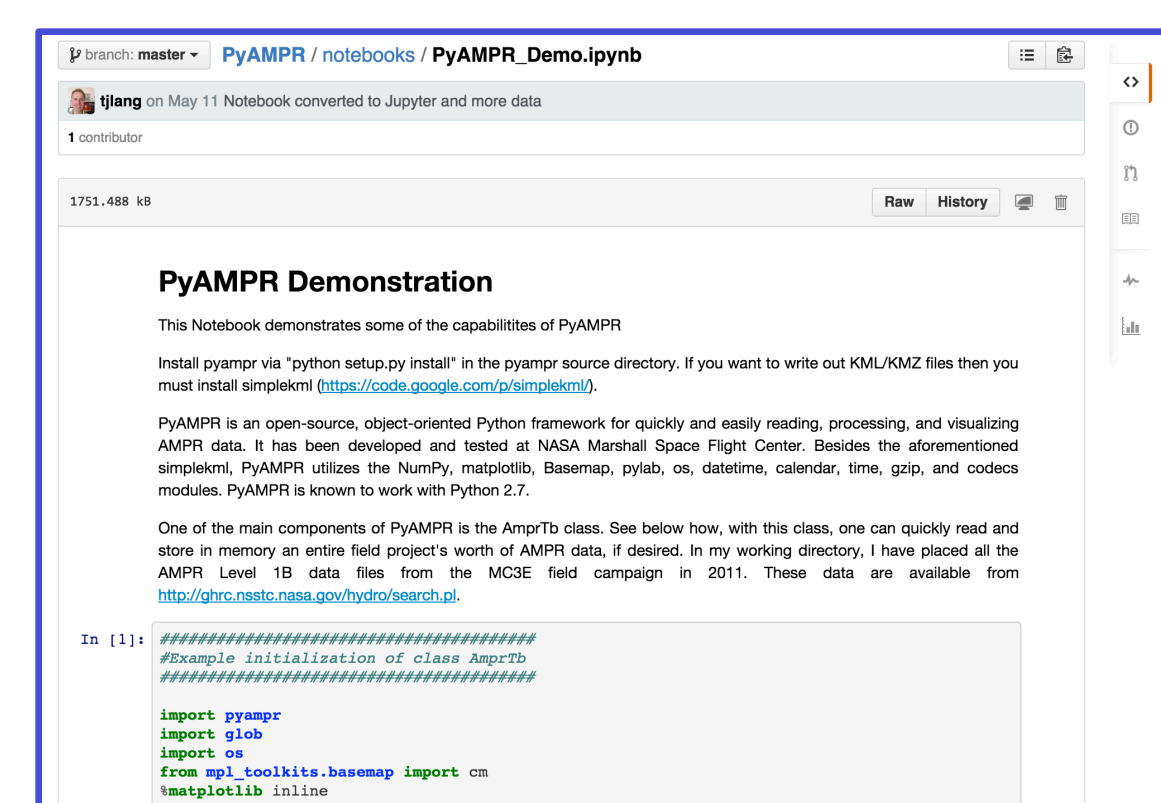 branch: master PyAMPR / notebooks / PyAMPR_Demo.ipynb
tjlang on May 11 Notebook converted to Jupyter and more data
1 contributor
1751.488 kB Raw History
PyAMPR Demonstration
This Notebook demonstrates some of the capabilitites of PyAMPR
Install pyampr via "python setup.py install" in the pyampr source directory. If you want to write out KML/KMZ files then you
must install simplekml (https://code.google.com/p/simplekml/).
PyAMPR is an open-source, object-oriented Python framework for quickly and easily reading, processing, and visualizing
AMPR data. It has been developed and tested at NASA Marshall Space Flight Center. Besides the aforementioned
simplekml, PyAMPR utilizes the NumPy, matplotlib, Basemap, pylab, os, datetime, calendar, time, gzip, and codecs
modules. PyAMPR is known to work with Python 2.7.
One of the main components of PyAMPR is the AmprTb class. See below how, with this class, one can quickly read and
store in memory an entire field project's worth of AMPR data, if desired. In my working directory, I have placed all the
AMPR Level 1B data files from the MC3E field campaign in 2011. These data are available from
http://ghrc.nsstc.nasa.gov/hydro/search.pl.
In [1]: ########################################
#Example initialization of class AmprTb
########################################
import pyampr
import glob
import os
from mpl_toolkits.basemap import cm
%matplotlib inline